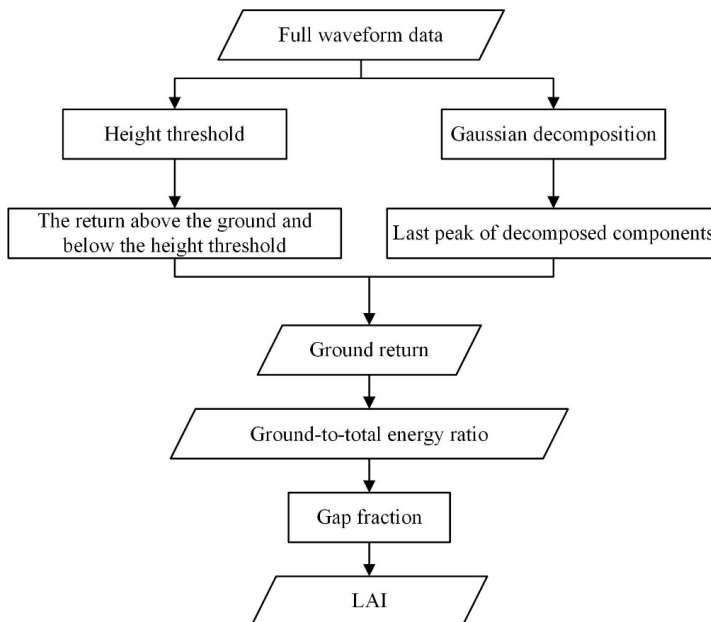 Full waveform data
Height threshold
Gaussian decomposition
The return above the ground and
below the height threshold
Last peak of decomposed components
Ground return
Ground-to-total energy ratio
Gap fraction
LAI